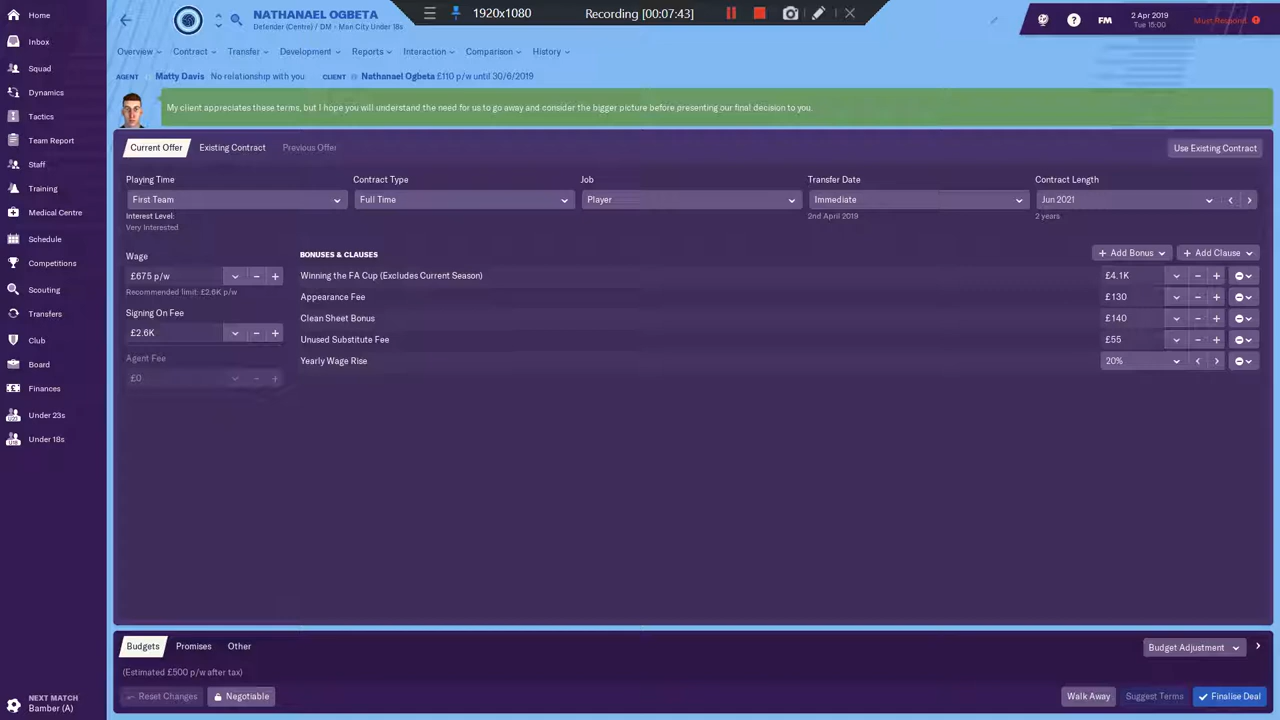 Home
Inbox
Squad
Dynamics
Tactics
Team Report
Staff
Training
Medical Centre
Schedule
Competitions
Scouting
Transfers
Club
Board
Finances
Under 23s
Under 18s
NEXT MATCH
Bamber (A)
NATHANAEL OGBETA
Defender (Centre) / DM - Man City Under 18s
1920x1080
Recording [00:07:43]
FM
2 Apr 2019
Tue 15:00
Must Respond
Overview Contract Transfer Development Reports Interaction Comparison History
AGENT Matty Davis No relationship with you CLIENT Nathanael Ogbeta £110 p/w until 30/6/2019
My client appreciates these terms, but I hope you will understand the need for us to go away and consider the bigger picture before presenting our final decision to you.
Current Offer Existing Contract Previous Offer Use Existing Contract
Playing Time Contract Type Job Transfer Date Contract Length
First Team Full Time Player Immediate Jun 2021
Interest Level: 2nd April 2019 2 years
Very Interested
Wage
£675 p/w
Recommended limit: £2.6K p/w
Signing On Fee
£2.6K
Agent Fee
£0
BONUSES & CLAUSES Add Bonus Add Clause
Winning the FA Cup (Excludes Current Season) £4.1K
Appearance Fee £130
Clean Sheet Bonus £140
Unused Substitute Fee £55
Yearly Wage Rise 20%
Budgets Promises Other Budget Adjustment
(Estimated £500 p/w after tax)
Reset Changes Negotiable Walk Away Suggest Terms Finalise Deal